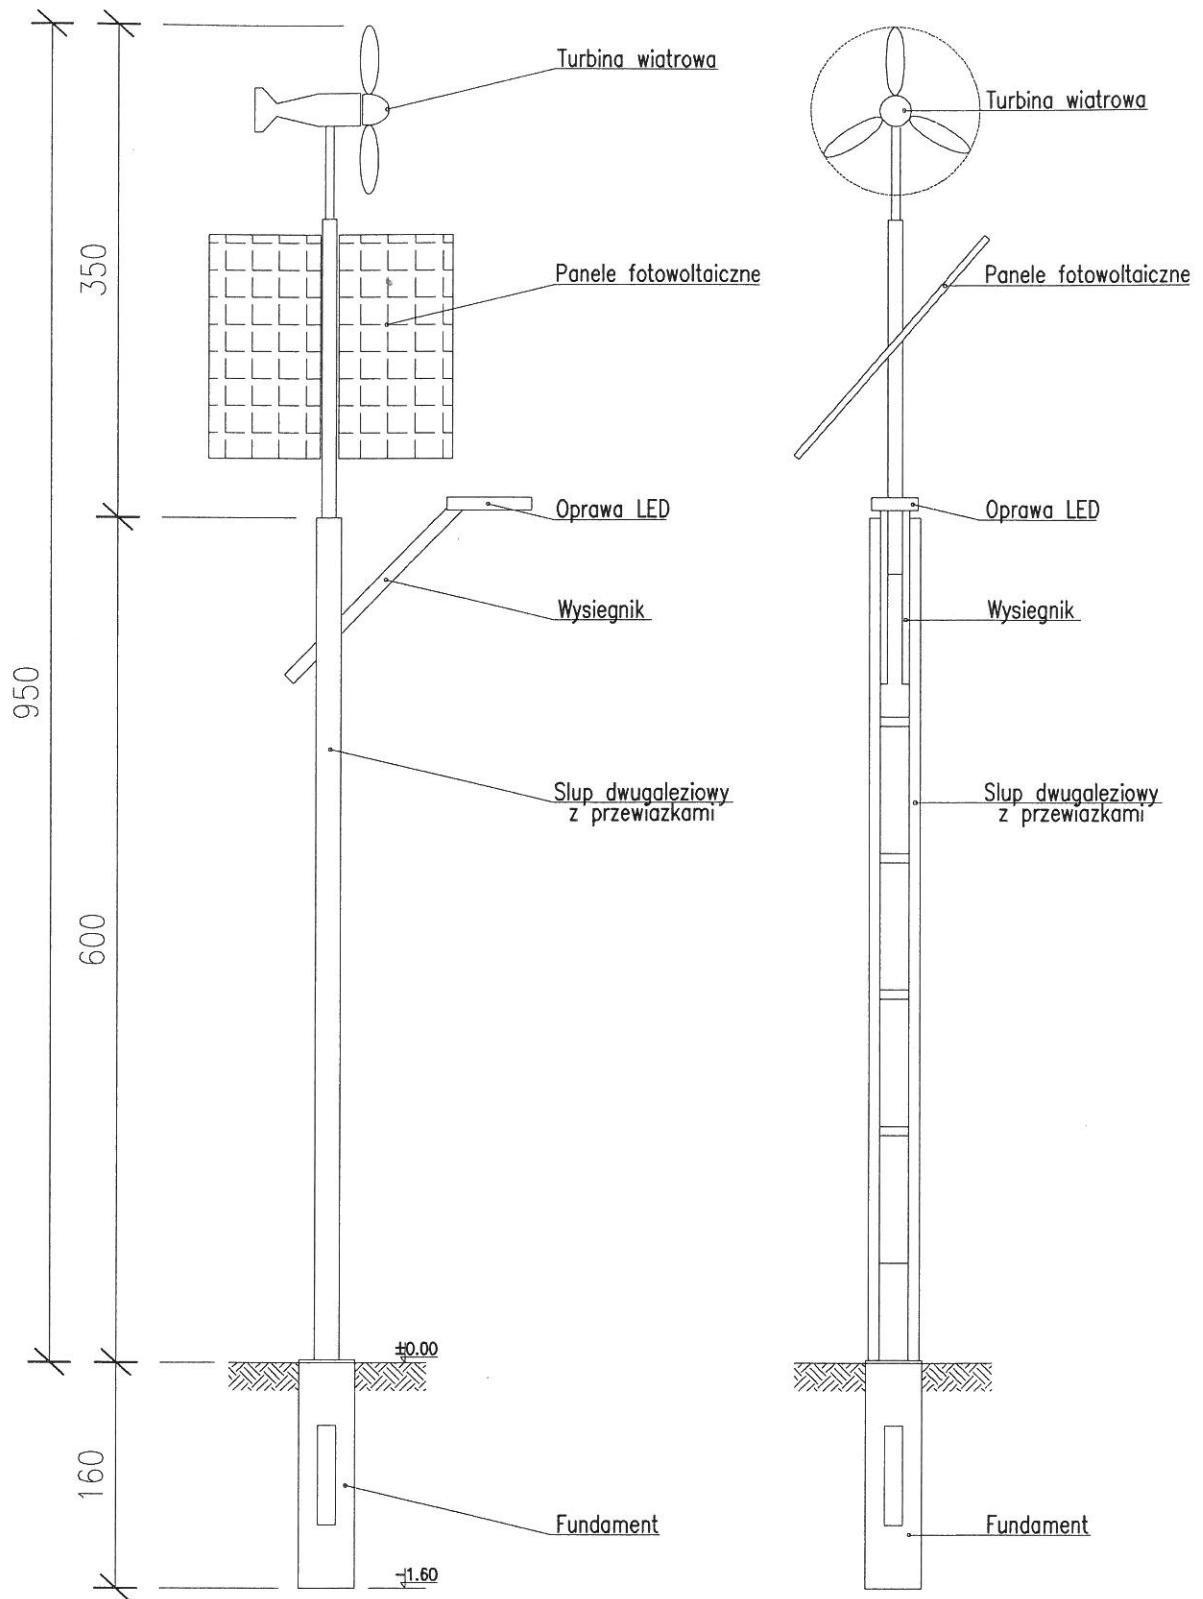 Turbina wiatrowa
Turbina wiatrowa
350
Panele fotowoltaiczne
Panele fotowoltaiczne
Oprawa LED
Oprawa LED
Wysiegnik
Wysiegnik
950
Slup dwugaleziowy
z przewiazkami
Slup dwugaleziowy
z przewiazkami
600
±0.00
160
Fundament
Fundament
-1.60